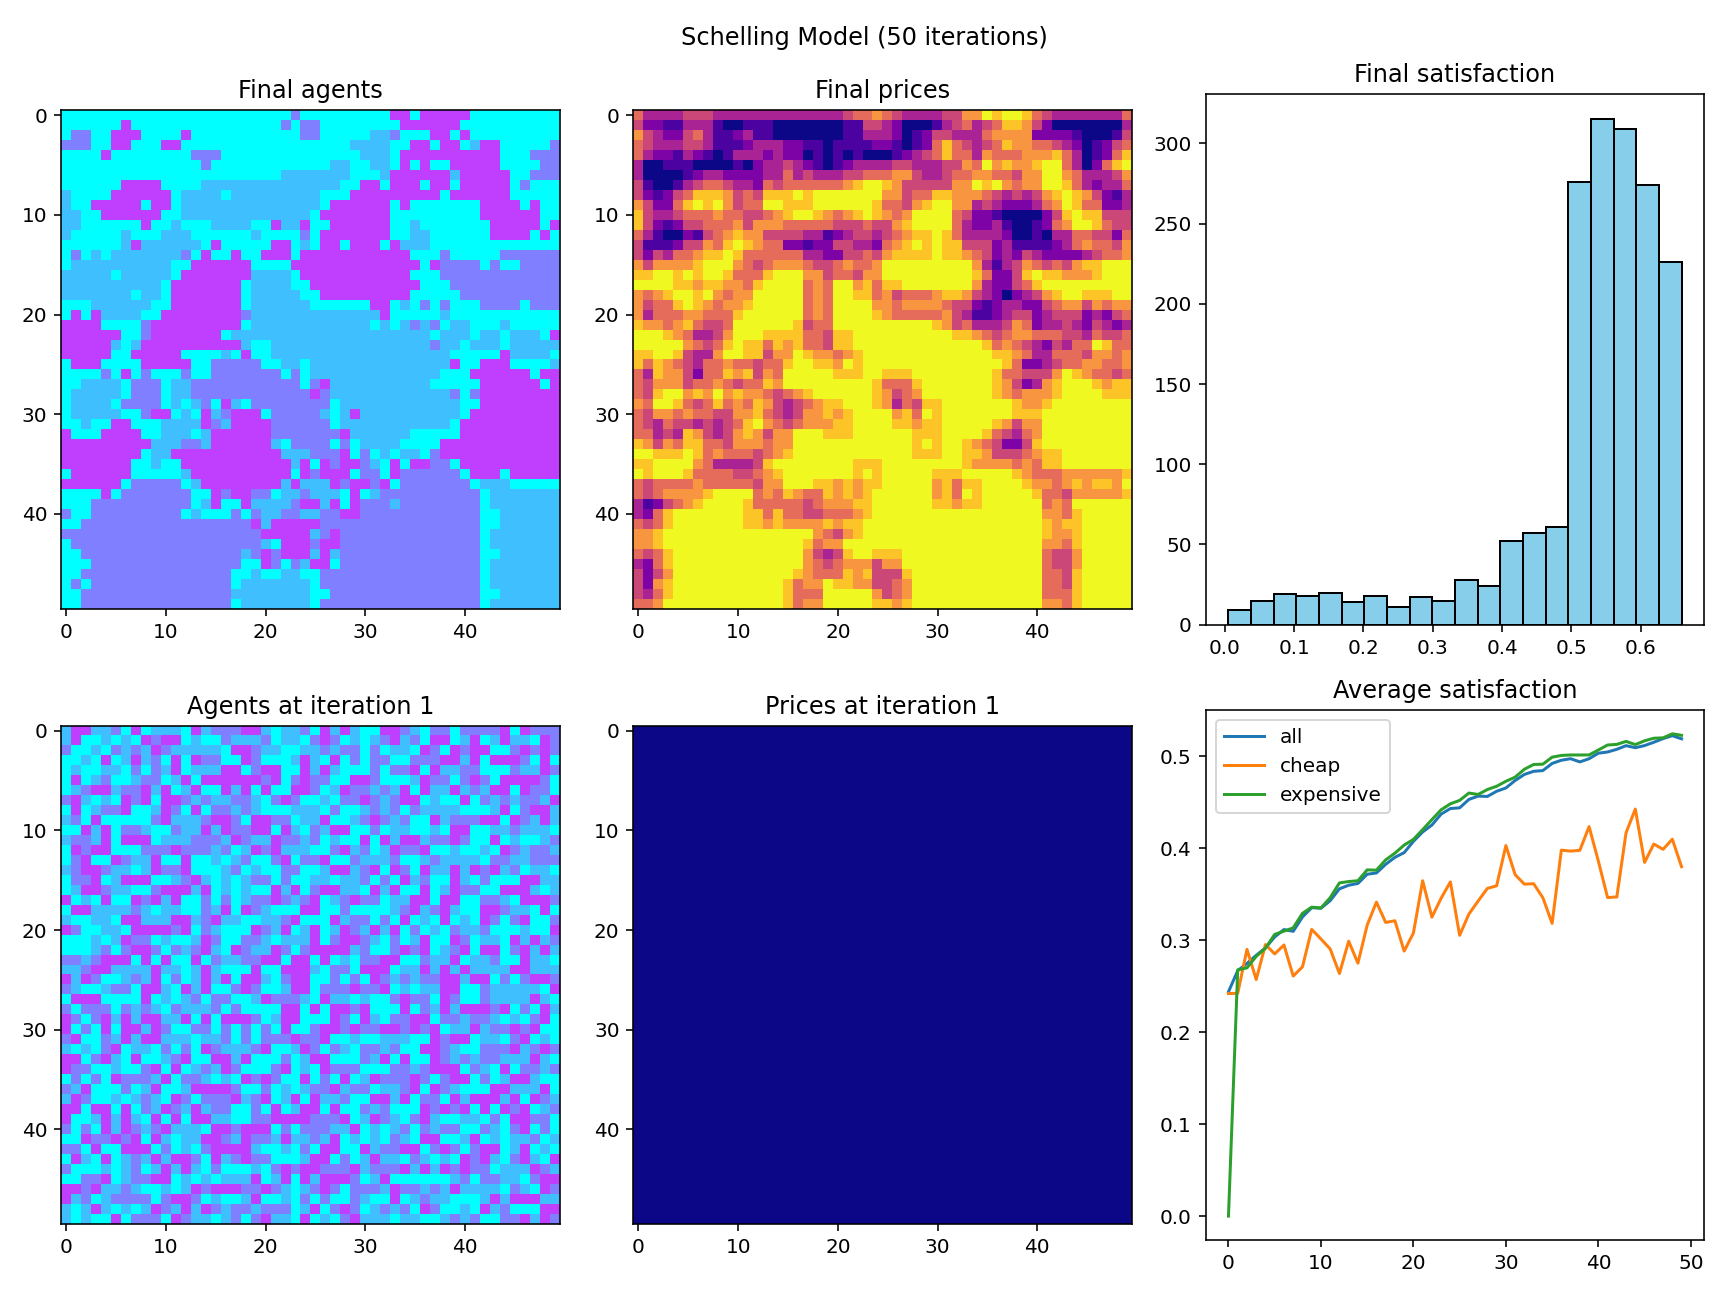 Schelling Model (50 iterations)
Final agents
0
10
20
30
40
0 10 20 30 40
Final prices
0
10
20
30
40
0 10 20 30 40
Final satisfaction
300
250
200
150
100
50
0
0.0 0.1 0.2 0.3 0.4 0.5 0.6
Agents at iteration 1
0
10
20
30
40
0 10 20 30 40
Prices at iteration 1
0
10
20
30
40
0 10 20 30 40
Average satisfaction
all
cheap
expensive
0.5
0.4
0.3
0.2
0.1
0.0
0 10 20 30 40 50